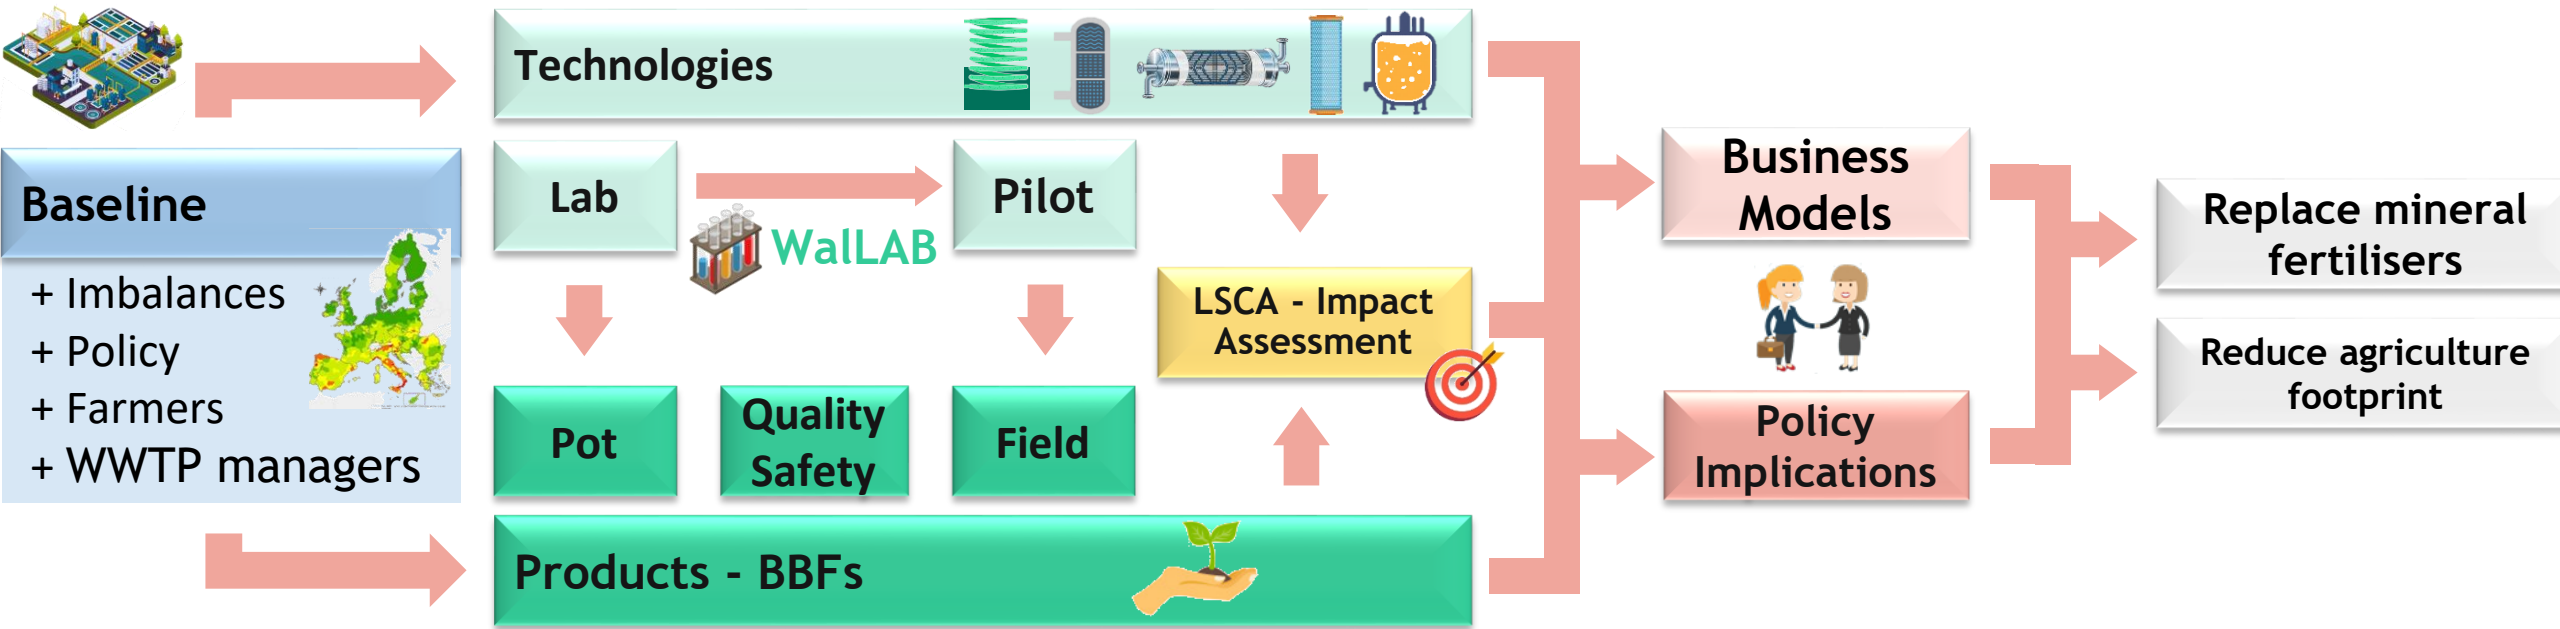 Baseline
+ Imbalances
+ Policy
+ Farmers
+ WWTP managers
Technologies
Lab
WalLAB
Pilot
Pot
Quality
Safety
Field
Products - BBFs
LSCA - Impact
Assessment
Business
Models
Policy
Implications
Replace mineral
fertilisers
Reduce agriculture
footprint